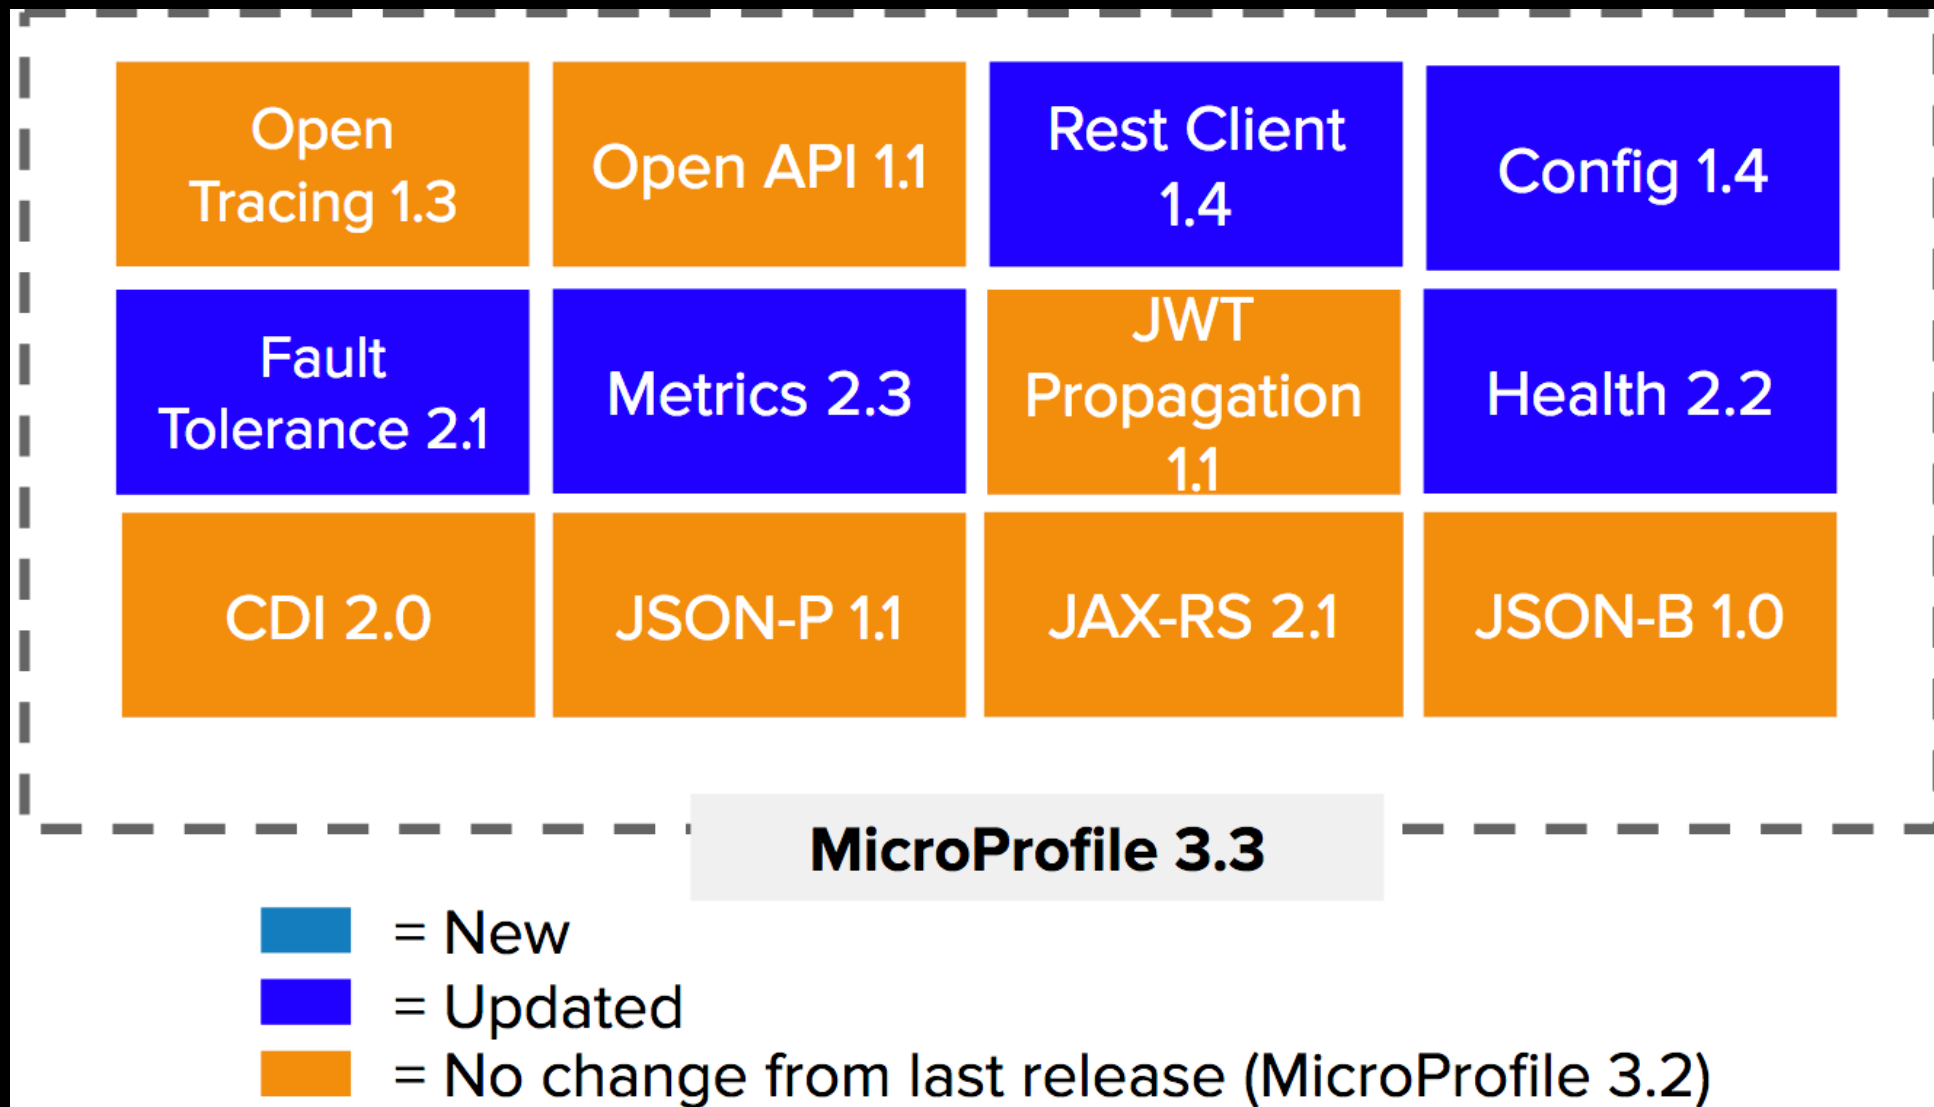 Open
Tracing 1.3
Open API 1.1
Rest Client
1.4
Config 1.4
Fault
Tolerance 2.1
Metrics 2.3
JWT
Propagation
1.1
Health 2.2
CDI 2.0
JSON-P 1.1
JAX-RS 2.1
JSON-B 1.0
MicroProfile 3.3
= New
= Updated
= No change from last release (MicroProfile 3.2)